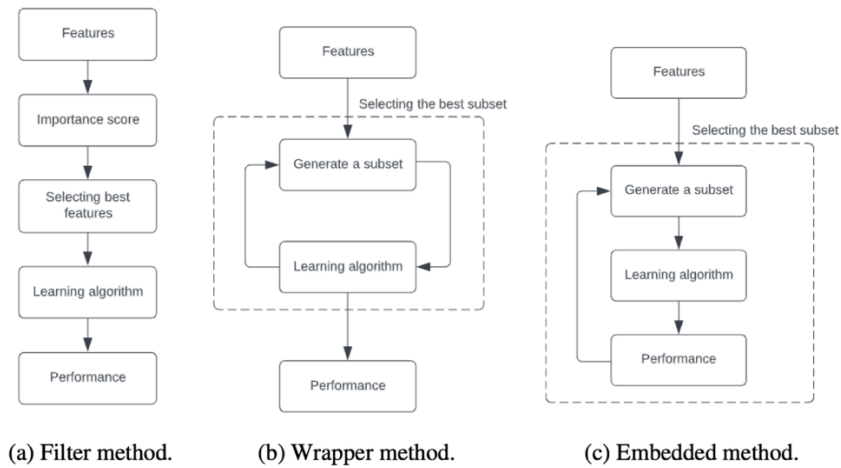 Features
Importance score
Selecting best
features
Learning algorithm
Performance
(a) Filter method.
Features
Selecting the best subset
Generate a subset
Learning algorithm
Performance
(b) Wrapper method.
Features
Selecting the best subset
Generate a subset
Learning algorithm
Performance
(c) Embedded method.